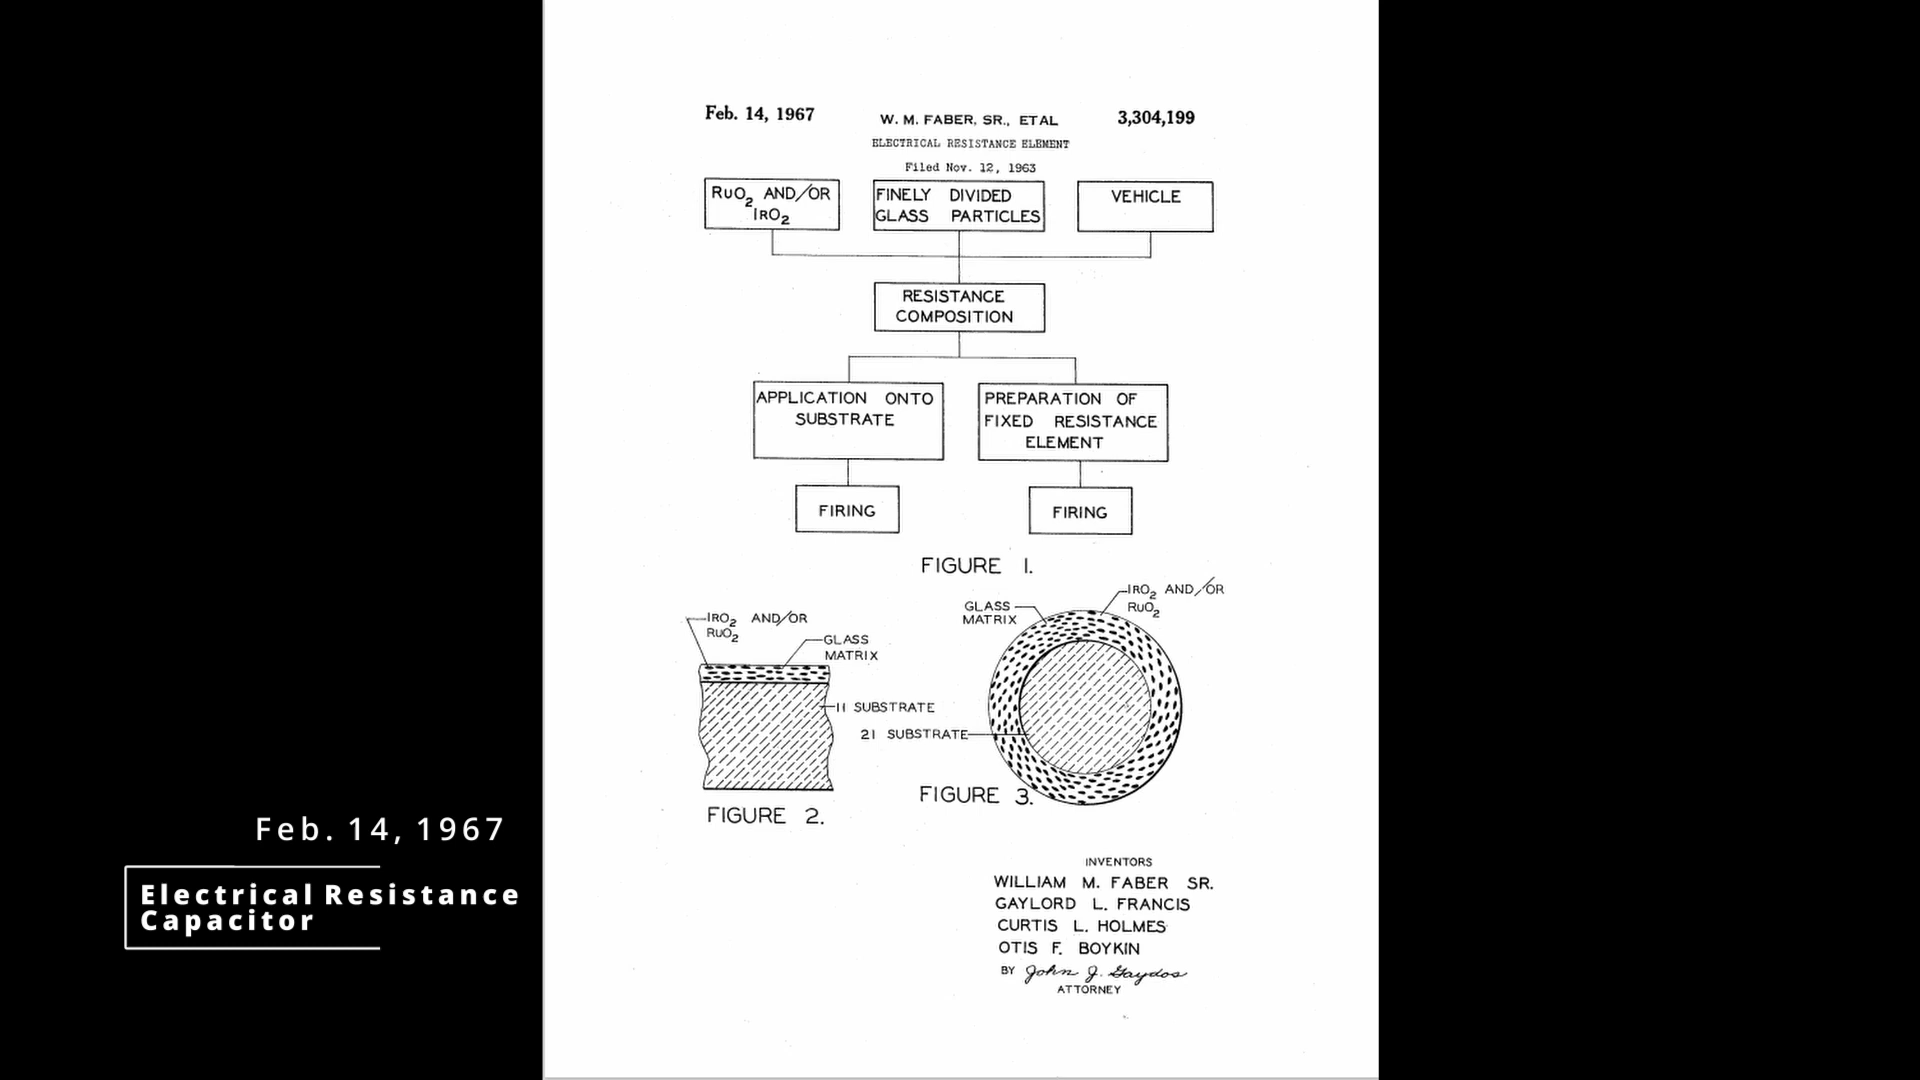 Feb. 14, 1967
W. M. FABER, SR., ETAL
3,304,199
ELECTRICAL RESISTANCE ELEMENT
Filed Nov. 12, 1963
RUO2 AND/OR
IRO2
FINELY DIVIDED
GLASS PARTICLES
VEHICLE
RESISTANCE
COMPOSITION
APPLICATION ONTO
SUBSTRATE
PREPARATION OF
FIXED RESISTANCE
ELEMENT
FIRING
FIRING
FIGURE 1.
IRO2 AND/OR
RUO2
GLASS
MATRIX
11 SUBSTRATE
FIGURE 2.
GLASS
MATRIX
IRO2 AND/OR
RUO2
21 SUBSTRATE
FIGURE 3.
INVENTORS
WILLIAM M. FABER SR.
GAYLORD L. FRANCIS
CURTIS L. HOLMES
OTIS F. BOYKIN
BY John J. Gaydos
ATTORNEY
Feb. 14, 1967
Electrical Resistance
Capacitor